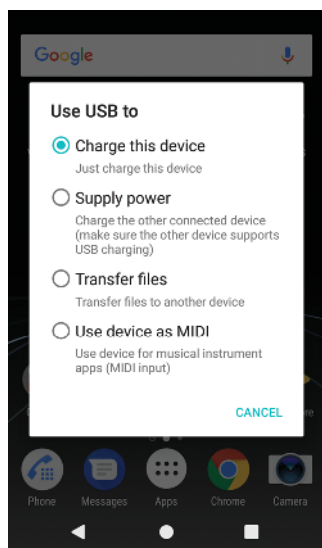 Google
Use USB to
Charge this device
Just charge this device
Supply power
Charge the other connected device
(make sure the other device supports
USB charging)
Transfer files
Transfer files to another device
Use device as MIDI
Use device for musical instrument
apps (MIDI input)
CANCEL
Phone Messages Apps Chrome Camera